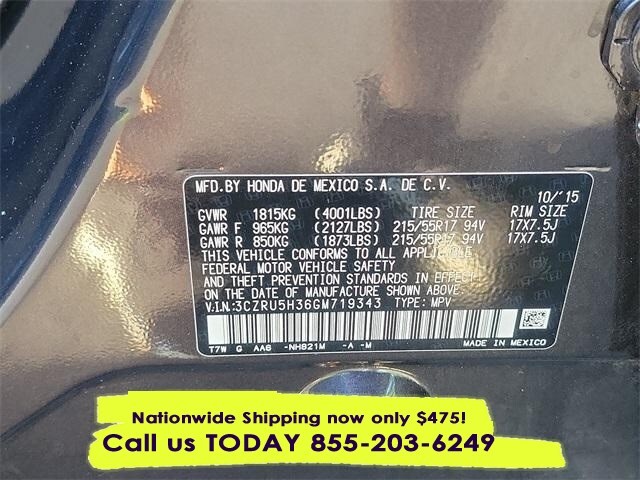 MFD.BY HONDA DE MEXICO S.A. DE C.V. 10/'15
GVWR 1815KG (4001LBS) TIRE SIZE RIM SIZE
GAWR F 965KG (2127LBS) 215/55R17 94V 17X7.5J
GAWR R 850KG (1873LBS) 215/55R17 94V 17X7.5J
THIS VEHICLE CONFORMS TO ALL APPLICABLE
FEDERAL MOTOR VEHICLE SAFETY
AND THEFT PREVENTION STANDARDS IN EFFECT
ON THE DATE OF MANUFACTURE SHOWN ABOVE.
V.I.N.:3CZRU5H36GM719343 TYPE: MPV
T7W G AA6 -NH821M -A -M MADE IN MEXICO
Nationwide Shipping now only $475!
Call us TODAY 855-203-6249